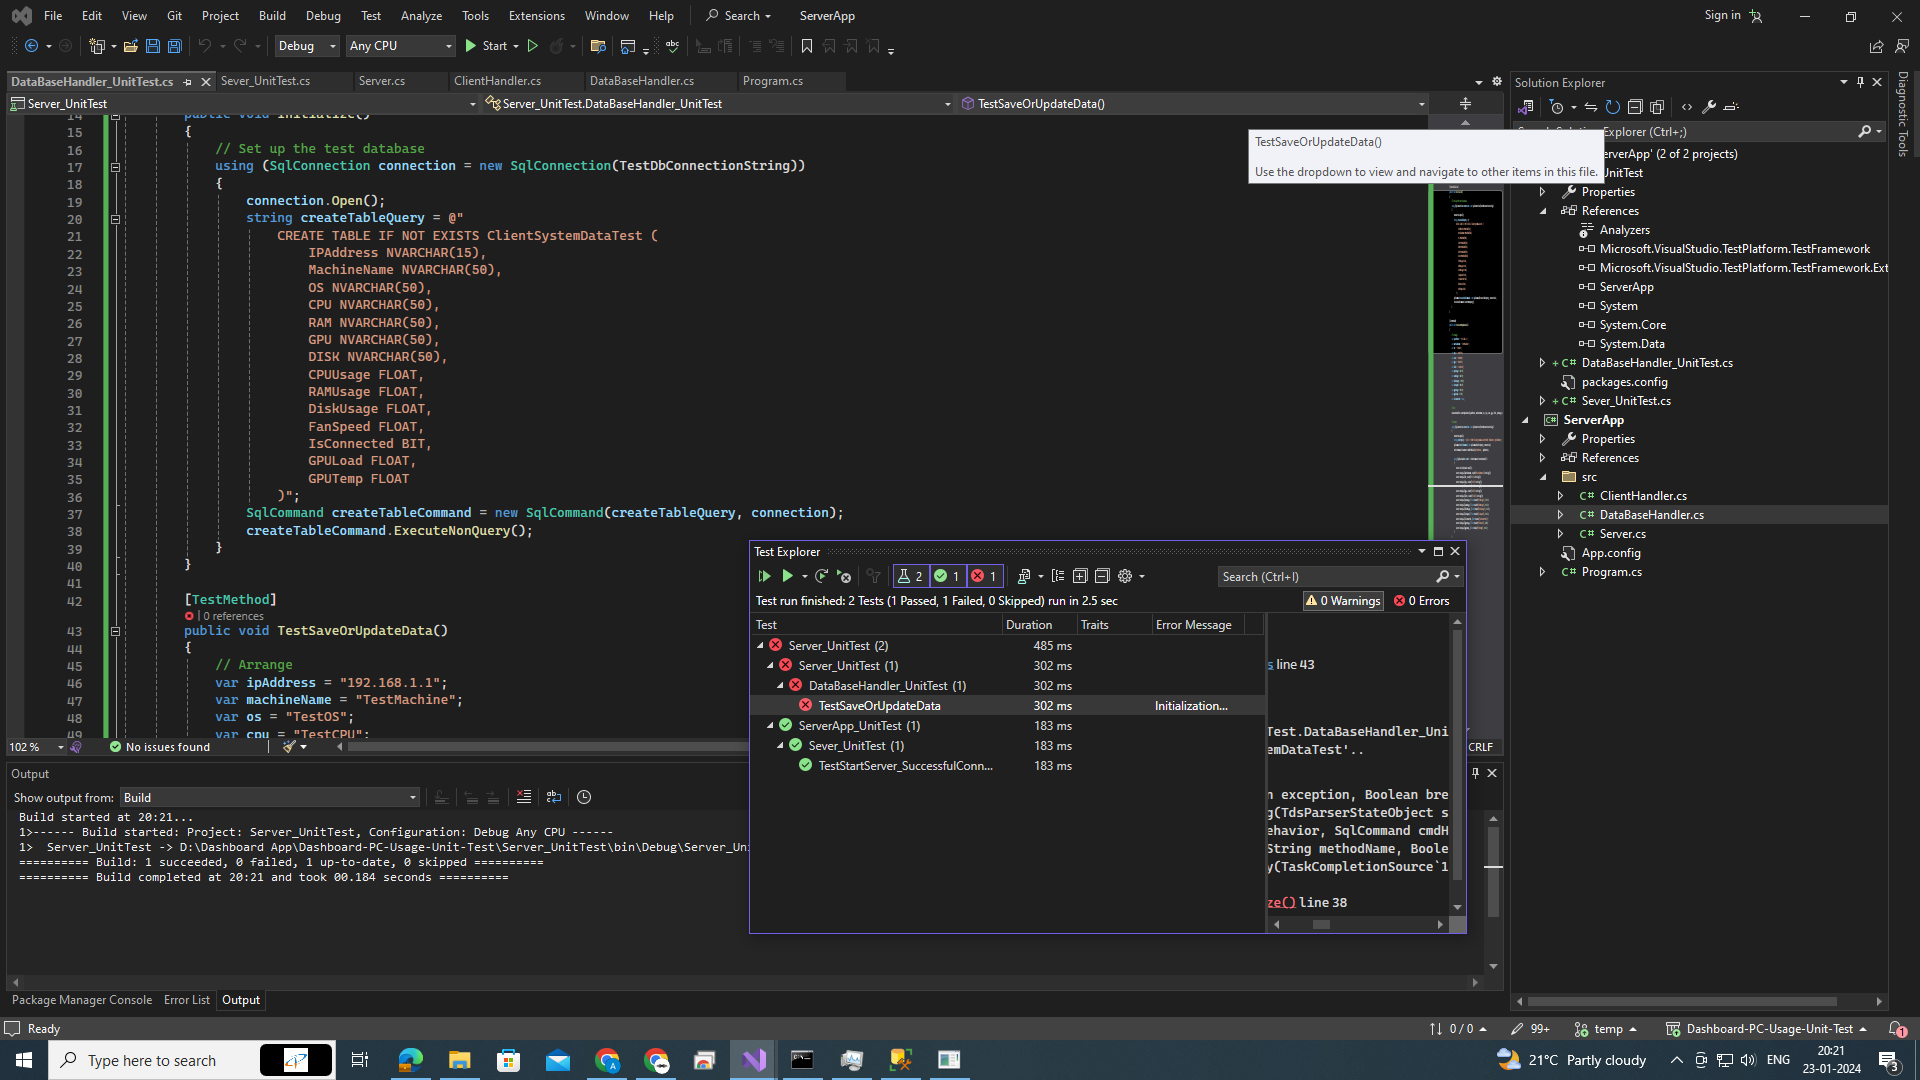 File Edit View Git Project Build Debug Test Analyze Tools Extensions Window Help Search ServerApp Sign in
Debug Any CPU Start
DataBaseHandler_UnitTest.cs Sever_UnitTest.cs Server.cs ClientHandler.cs DataBaseHandler.cs Program.cs
Server_UnitTest Server_UnitTest.DataBaseHandler_UnitTest TestSaveOrUpdateData()
14 public void Initialize()
15 {
16 // Set up the test database
17 using (SqlConnection connection = new SqlConnection(TestDbConnectionString))
18 {
19 connection.Open();
20 string createTableQuery = @"
21 CREATE TABLE IF NOT EXISTS ClientSystemDataTest (
22 IPAddress NVARCHAR(15),
23 MachineName NVARCHAR(50),
24 OS NVARCHAR(50),
25 CPU NVARCHAR(50),
26 RAM NVARCHAR(50),
27 GPU NVARCHAR(50),
28 DISK NVARCHAR(50),
29 CPUUsage FLOAT,
30 RAMUsage FLOAT,
31 DiskUsage FLOAT,
32 FanSpeed FLOAT,
33 IsConnected BIT,
34 GPULoad FLOAT,
35 GPUTemp FLOAT
36 )";
37 SqlCommand createTableCommand = new SqlCommand(createTableQuery, connection);
38 createTableCommand.ExecuteNonQuery();
39 }
40 }
41
42 [TestMethod]
0 references
43 public void TestSaveOrUpdateData()
44 {
45 // Arrange
46 var ipAddress = "192.168.1.1";
47 var machineName = "TestMachine";
48 var os = "TestOS";
var cpu = "TestCPU";
102 % No issues found CRLF
TestSaveOrUpdateData()
Use the dropdown to view and navigate to other items in this file.
Test Explorer
2 1 1 Search (Ctrl+I)
Test run finished: 2 Tests (1 Passed, 1 Failed, 0 Skipped) run in 2.5 sec 0 Warnings 0 Errors
Test Duration Traits Error Message
Server_UnitTest (2) 485 ms
Server_UnitTest (1) 302 ms
DataBaseHandler_UnitTest (1) 302 ms
TestSaveOrUpdateData 302 ms Initialization...
ServerApp_UnitTest (1) 183 ms
Sever_UnitTest (1) 183 ms
TestStartServer_SuccessfulConn... 183 ms
s line 43
Test.DataBaseHandler_Uni
emDataTest'..
n exception, Boolean bre
g(TdsParserStateObject s
ehavior, SqlCommand cmdH
String methodName, Boole
y(TaskCompletionSource`1
ze() line 38
Output
Show output from: Build
Build started at 20:21...
1>------ Build started: Project: Server_UnitTest, Configuration: Debug Any CPU ------
1> Server_UnitTest -> D:\Dashboard App\Dashboard-PC-Usage-Unit-Test\Server_UnitTest\bin\Debug\Server_Uni
========== Build: 1 succeeded, 0 failed, 1 up-to-date, 0 skipped ==========
========== Build completed at 20:21 and took 00.184 seconds ==========
Package Manager Console Error List Output
Solution Explorer
Explorer (Ctrl+;)
erverApp' (2 of 2 projects)
UnitTest
Properties
References
Analyzers
Microsoft.VisualStudio.TestPlatform.TestFramework
Microsoft.VisualStudio.TestPlatform.TestFramework.Ext
ServerApp
System
System.Core
System.Data
+ C# DataBaseHandler_UnitTest.cs
packages.config
+ C# Sever_UnitTest.cs
C# ServerApp
Properties
References
src
C# ClientHandler.cs
C# DataBaseHandler.cs
C# Server.cs
App.config
C# Program.cs
Diagnostic Tools
Ready 0 / 0 99+ temp Dashboard-PC-Usage-Unit-Test 1
Type here to search 21°C Partly cloudy ENG 20:21
23-01-2024 3